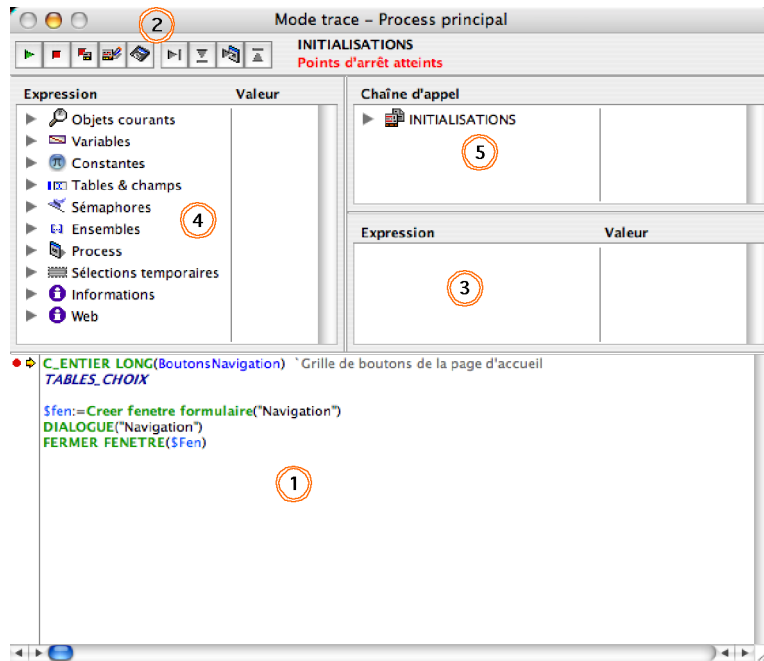 Mode trace – Process principal
2
INITIALISATIONS
Points d'arrêt atteints
Expression Valeur
Objets courants
Variables
Constantes
Tables & champs
Sémaphores
Ensembles
Process
Sélections temporaires
Informations
Web
4
Chaîne d'appel
INITIALISATIONS
5
Expression Valeur
3
C_ENTIER LONG(BoutonsNavigation) `Grille de boutons de la page d'accueil
TABLES_CHOIX
$fen:=Creer fenetre formulaire("Navigation")
DIALOGUE("Navigation")
FERMER FENETRE($Fen)
1